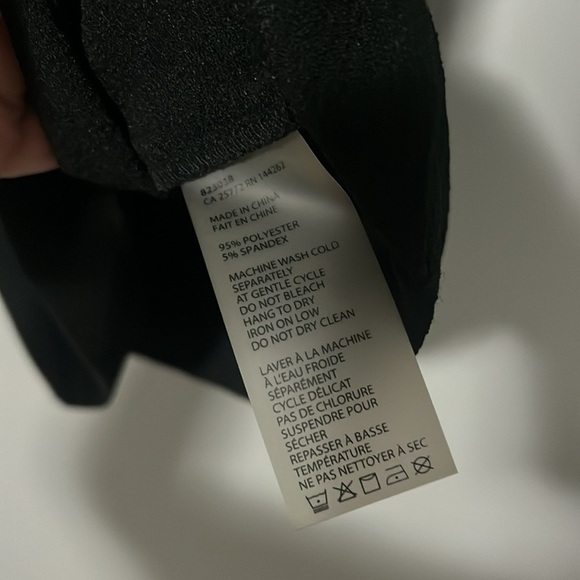 823018
CA 25772 RN 144263
MADE IN CHINA
FAIT EN CHINE
95% POLYESTER
5% SPANDEX
MACHINE WASH COLD
SEPARATELY
AT GENTLE CYCLE
DO NOT BLEACH
HANG TO DRY
IRON ON LOW
DO NOT DRY CLEAN
LAVER À LA MACHINE
À L'EAU FROIDE
SÉPARÉMENT
CYCLE DÉLICAT
PAS DE CHLORURE
SUSPENDRE POUR
SÉCHER
REPASSER À BASSE
TEMPÉRATURE
NE PAS NETTOYER À SEC